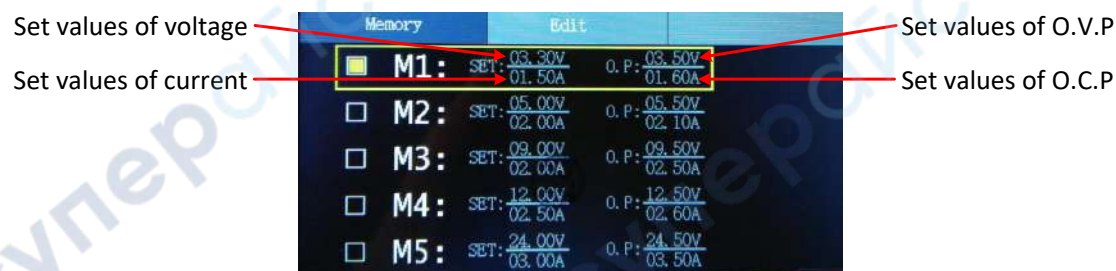 Memory Edit
Set values of voltage
Set values of current
M1: SET: 03.30V 01.50A O.P: 03.50V 01.60A
Set values of O.V.P
Set values of O.C.P
M2: SET: 05.00V 02.00A O.P: 05.50V 02.10A
M3: SET: 09.00V 02.00A O.P: 09.50V 02.50A
M4: SET: 12.00V 02.50A O.P: 12.50V 02.60A
M5: SET: 24.00V 03.00A O.P: 24.50V 03.50A